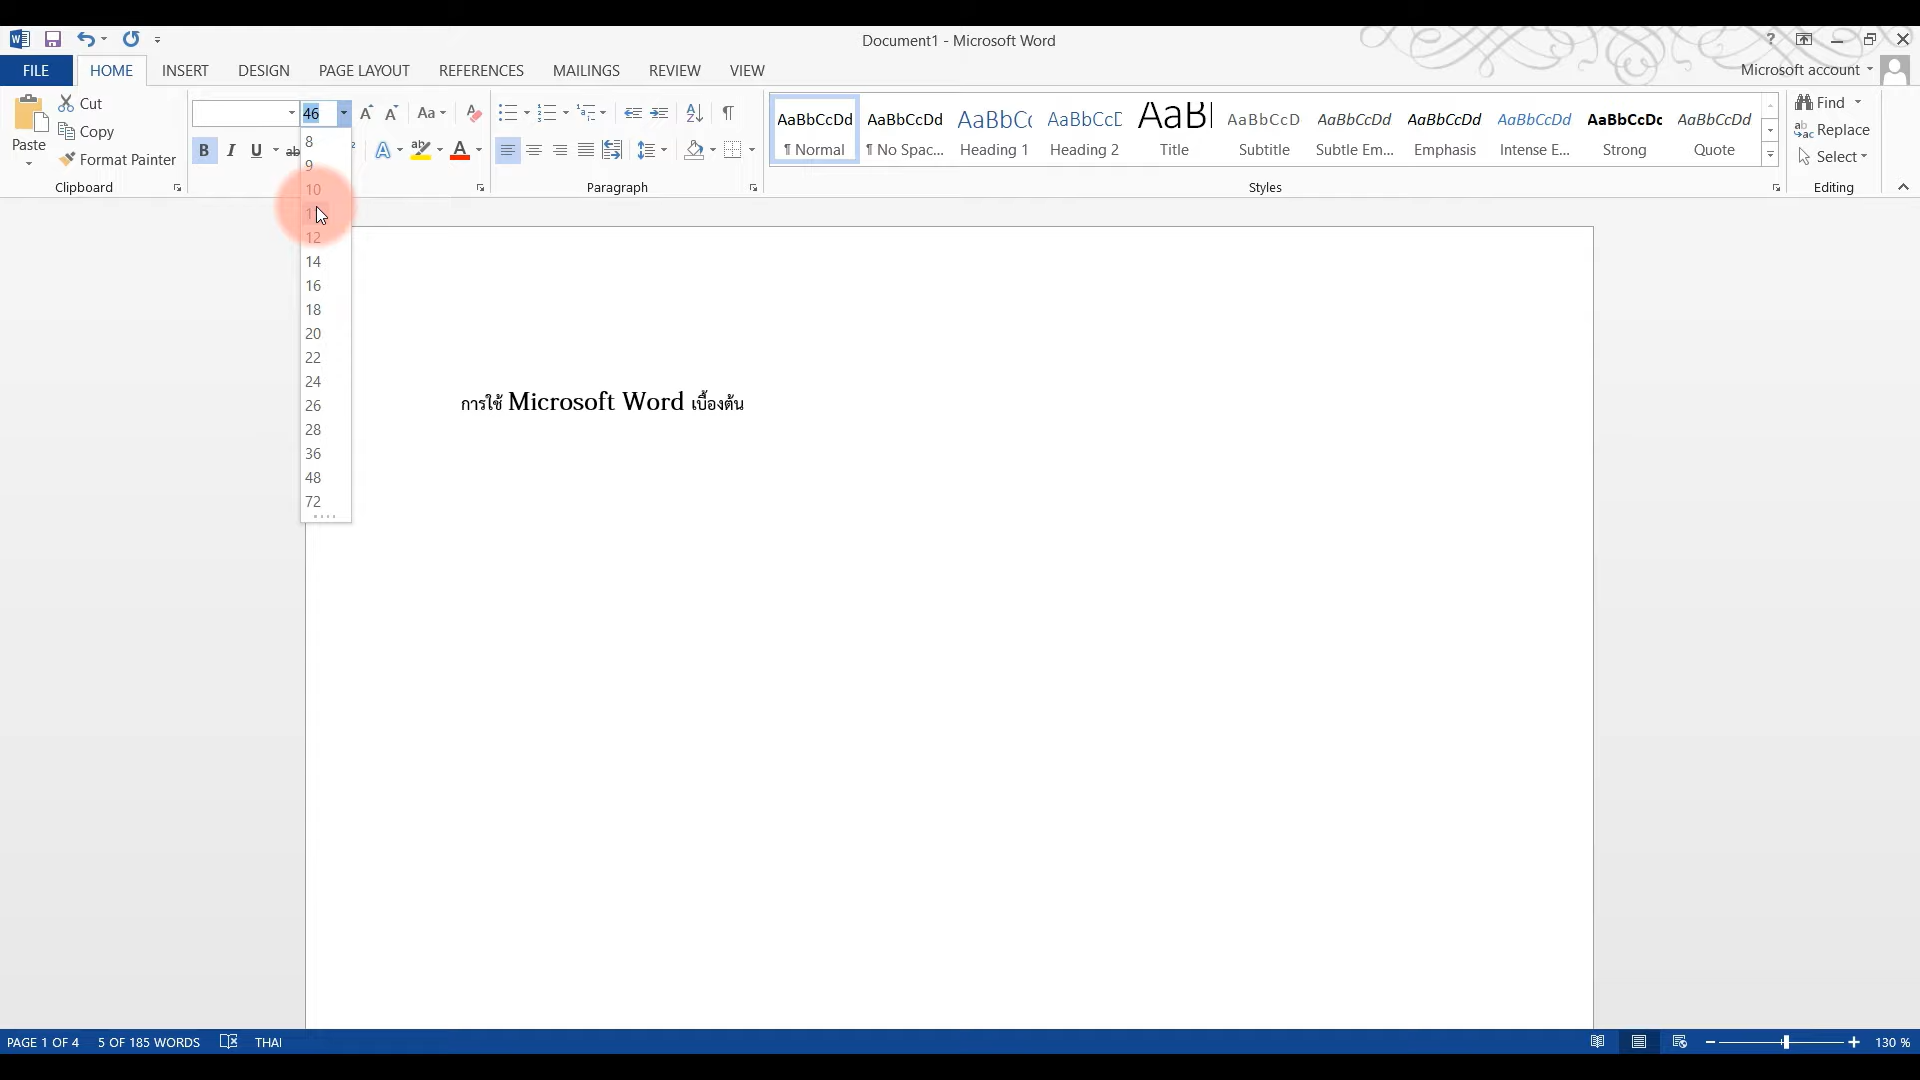 Document1 - Microsoft Word
?
Microsoft account
FILE
HOME
INSERT
DESIGN
PAGE LAYOUT
REFERENCES
MAILINGS
REVIEW
VIEW
Paste
Cut
Copy
Format Painter
Clipboard
46
Aa
B
I
U
A
A
Paragraph
AaBbCcDd
¶ Normal
AaBbCcDd
¶ No Spac...
AaBbC
Heading 1
AaBbCcD
Heading 2
AaBl
Title
AaBbCcD
Subtitle
AaBbCcDd
Subtle Em...
AaBbCcDd
Emphasis
AaBbCcDd
Intense E...
AaBbCcDc
Strong
AaBbCcDd
Quote
Styles
Find
Replace
Select
Editing
8
9
10
12
14
16
18
20
22
24
26
28
36
48
72
การใช้ Microsoft Word เบื้องต้น
PAGE 1 OF 4
5 OF 185 WORDS
THAI
130 %